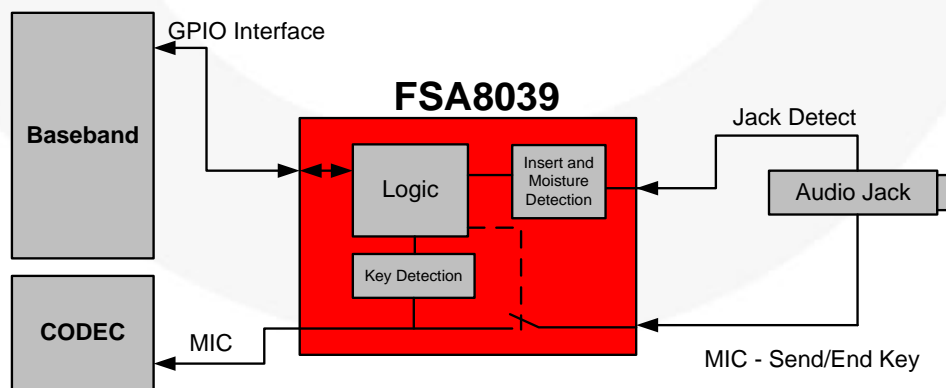 GPIO Interface
Baseband
FSA8039
Jack Detect
Logic
Insert and
Moisture
Detection
Audio Jack
Key Detection
CODEC
MIC
MIC - Send/End Key